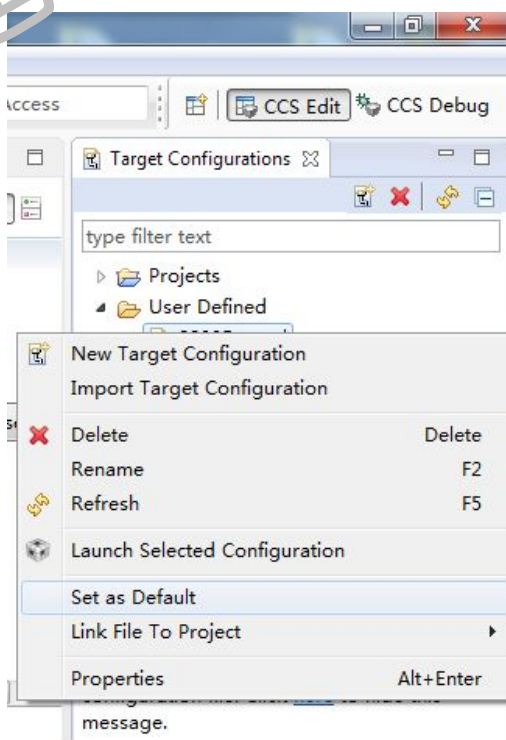 Access
CCS Edit
CCS Debug
Target Configurations
type filter text
Projects
User Defined
New Target Configuration
Import Target Configuration
Delete Delete
Rename F2
Refresh F5
Launch Selected Configuration
Set as Default
Link File To Project
Properties Alt+Enter
message.